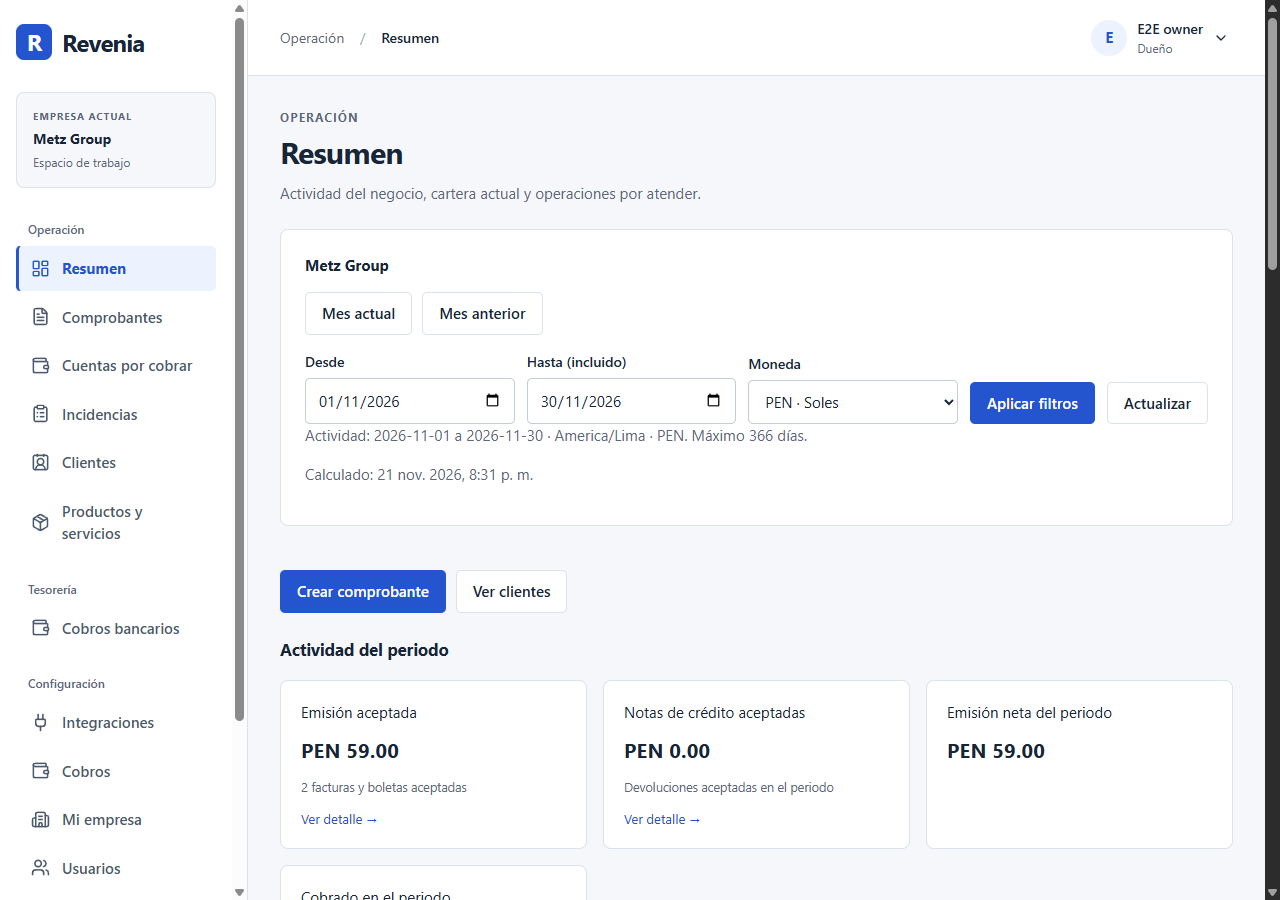 R Revenia
EMPRESA ACTUAL
Metz Group
Espacio de trabajo
Operación
Resumen
Comprobantes
Cuentas por cobrar
Incidencias
Clientes
Productos y
servicios
Tesorería
Cobros bancarios
Configuración
Integraciones
Cobros
Mi empresa
Usuarios
Operación / Resumen
E
E2E owner
Dueño
OPERACIÓN
Resumen
Actividad del negocio, cartera actual y operaciones por atender.
Metz Group
Mes actual
Mes anterior
Desde
Hasta (incluido)
Moneda
01/11/2026
30/11/2026
PEN · Soles
Aplicar filtros
Actualizar
Actividad: 2026-11-01 a 2026-11-30 · America/Lima · PEN. Máximo 366 días.
Calculado: 21 nov. 2026, 8:31 p. m.
Crear comprobante
Ver clientes
Actividad del periodo
Emisión aceptada
PEN 59.00
2 facturas y boletas aceptadas
Ver detalle →
Notas de crédito aceptadas
PEN 0.00
Devoluciones aceptadas en el periodo
Ver detalle →
Emisión neta del periodo
PEN 59.00
Cobrado en el periodo